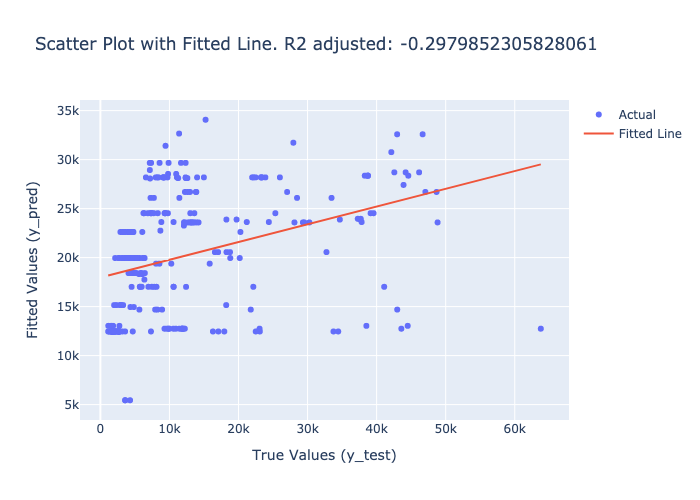 Scatter Plot with Fitted Line. R2 adjusted: -0.2979852305828061
35k
30k
25k
20k
15k
10k
5k
Fitted Values (y_pred)
0 10k 20k 30k 40k 50k 60k
True Values (y_test)
Actual
Fitted Line